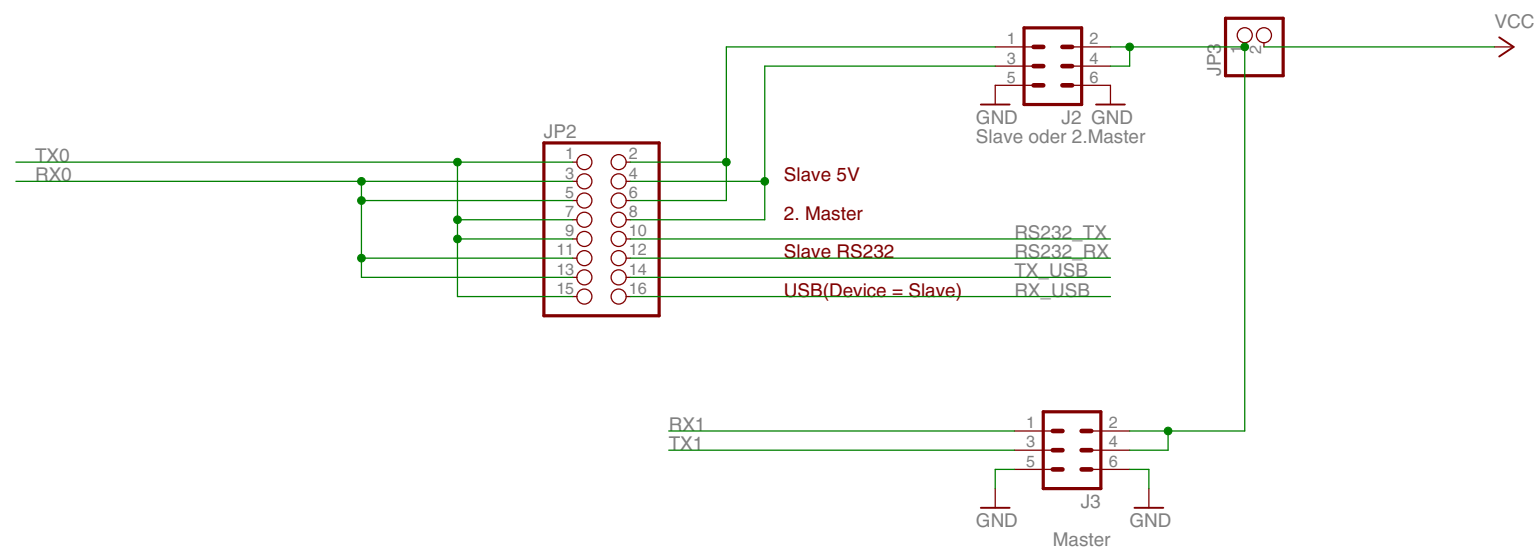 VCC
JP3
1 2
1 2
3 4
5 6
GND J2 GND
Slave oder 2.Master
JP2
TX0 1 2
RX0 3 4 Slave 5V
5 6
7 8 2. Master
9 10 RS232_TX
11 12 Slave RS232 RS232_RX
13 14 TX_USB
15 16 USB(Device = Slave) RX_USB
RX1 1 2
TX1 3 4
5 6
J3
GND GND
Master